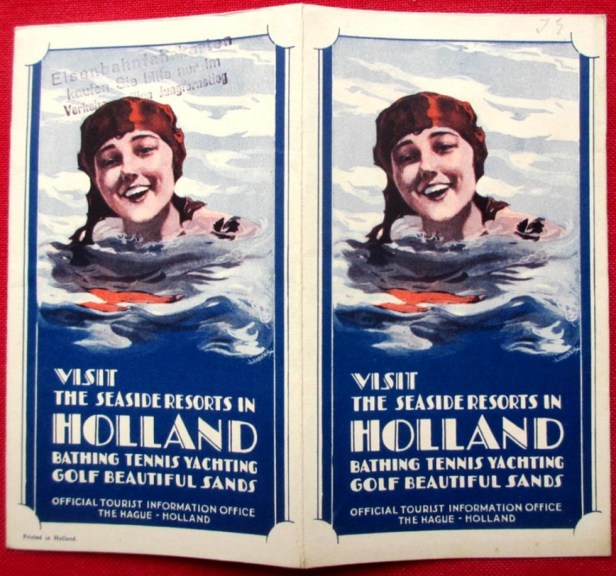 Eisenbahnfahrkarten
kaufen Sie bitte nur im
Jungfernstieg
VISIT
THE SEASIDE RESORTS IN
HOLLAND
BATHING TENNIS YACHTING
GOLF BEAUTIFUL SANDS
OFFICIAL TOURIST INFORMATION OFFICE
THE HAGUE - HOLLAND
Printed in Holland.
VISIT
THE SEASIDE RESORTS IN
HOLLAND
BATHING TENNIS YACHTING
GOLF BEAUTIFUL SANDS
OFFICIAL TOURIST INFORMATION OFFICE
THE HAGUE - HOLLAND